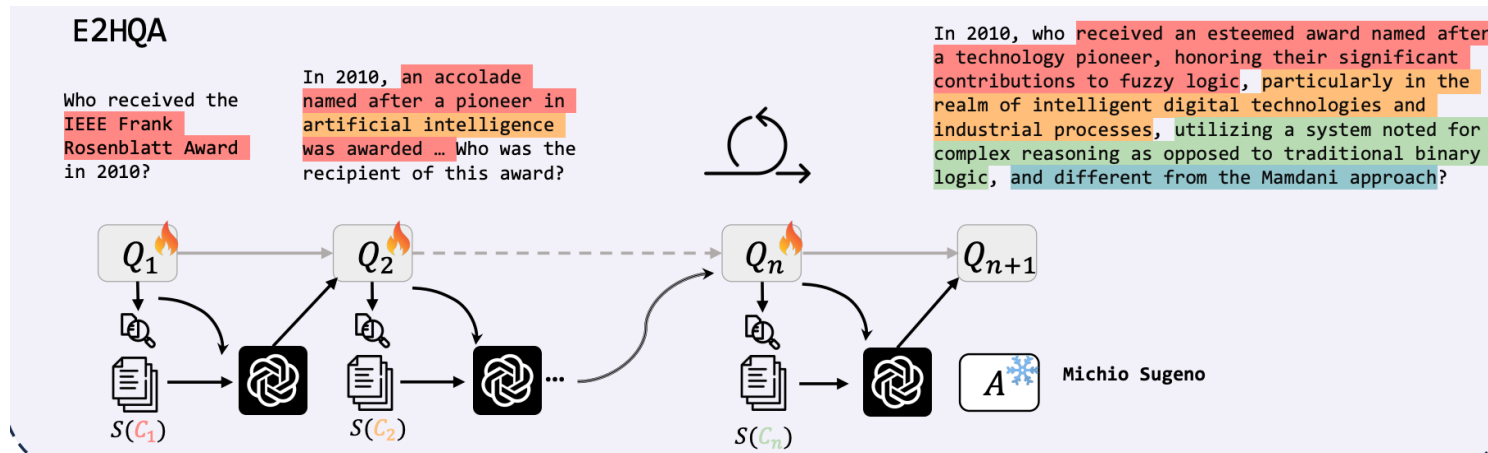 E2HQA
Who received the
IEEE Frank
Rosenblatt Award
in 2010?
In 2010, an accolade
named after a pioneer in
artificial intelligence
was awarded … Who was the
recipient of this award?
In 2010, who received an esteemed award named after
a technology pioneer, honoring their significant
contributions to fuzzy logic, particularly in the
realm of intelligent digital technologies and
industrial processes, utilizing a system noted for
complex reasoning as opposed to traditional binary
logic, and different from the Mamdani approach?
Q1
Q2
Qn
Qn+1
...
A
Michio Sugeno
S(C1)
S(C2)
S(Cn)